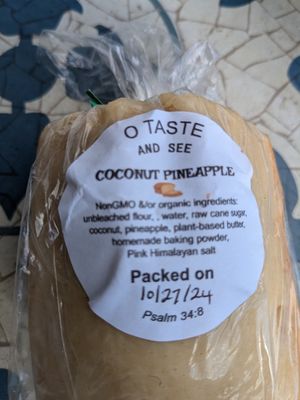 O TASTE
AND SEE
COCONUT PINEAPPLE
NonGMO &/or organic ingredients:
unbleached flour, , water, raw cane sugar,
coconut, pineapple, plant-based butter,
homemade baking powder,
Pink Himalayan salt
Packed on
10/27/24
Psalm 34:8